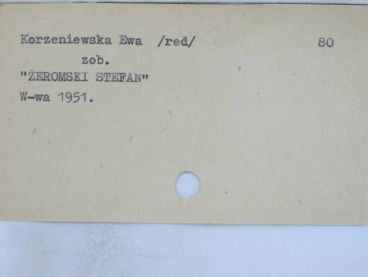 Korzeniewska Ewa /red/ 80
zob.
"ŻEROMSKI STEFAN"
W-wa 1951.